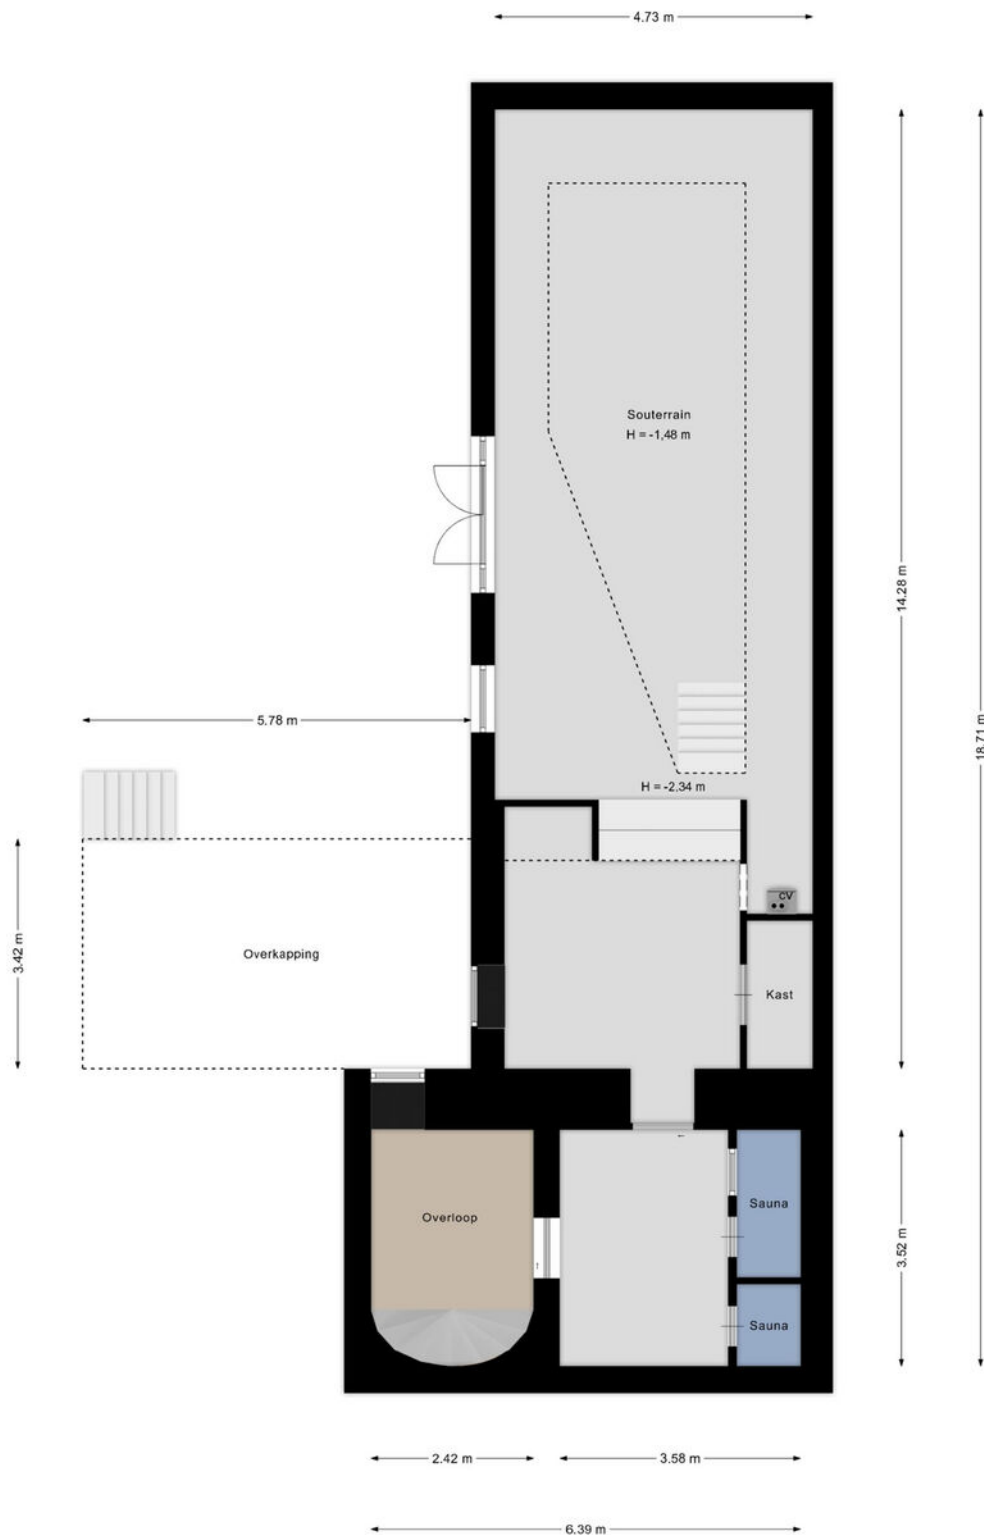 4.73 m
Souterrain
H = -1,48 m
14.28 m
18.71 m
5.78 m
H = -2.34 m
CV
3.42 m
Overkapping
Kast
Sauna
Overloop
3.52 m
Sauna
2.42 m
3.58 m
6.39 m